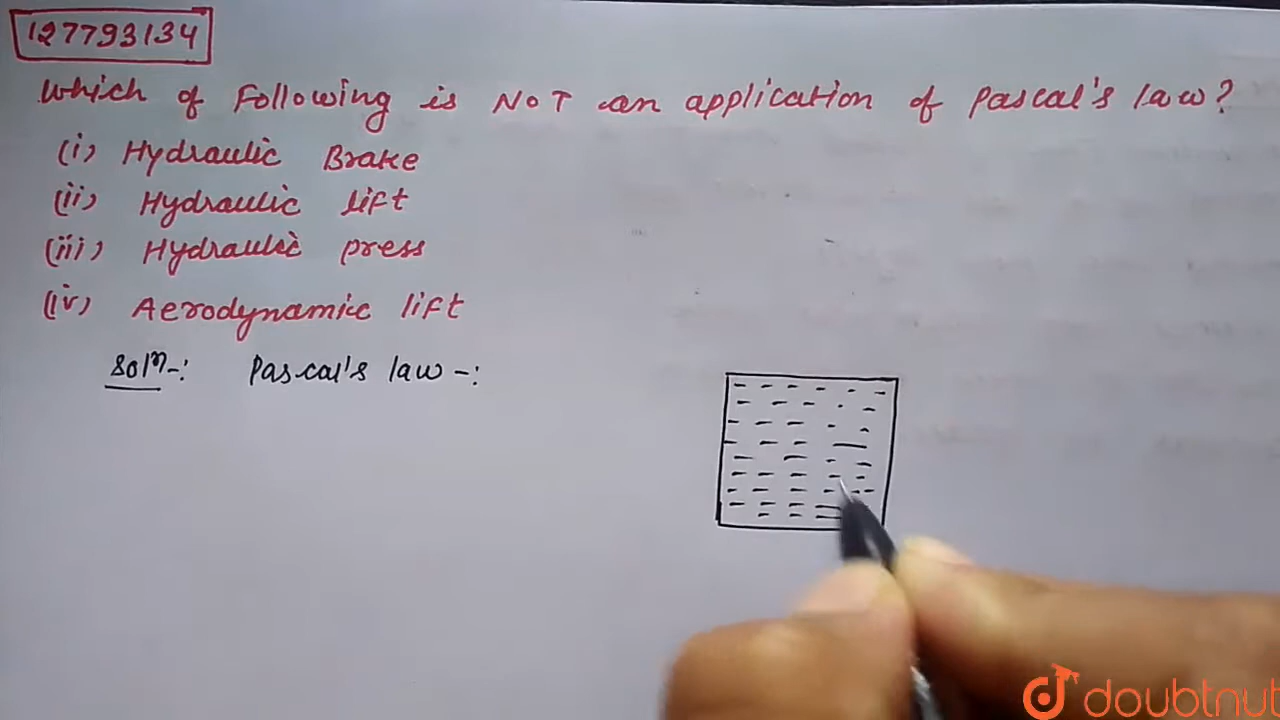 127793134
Which of Following is NOT an application of Pascal's law?
(i) Hydraulic Brake
(ii) Hydraulic lift
(iii) Hydraulic press
(iv) Aerodynamic lift
Solⁿ-: Pascal's law -:
doubtnut